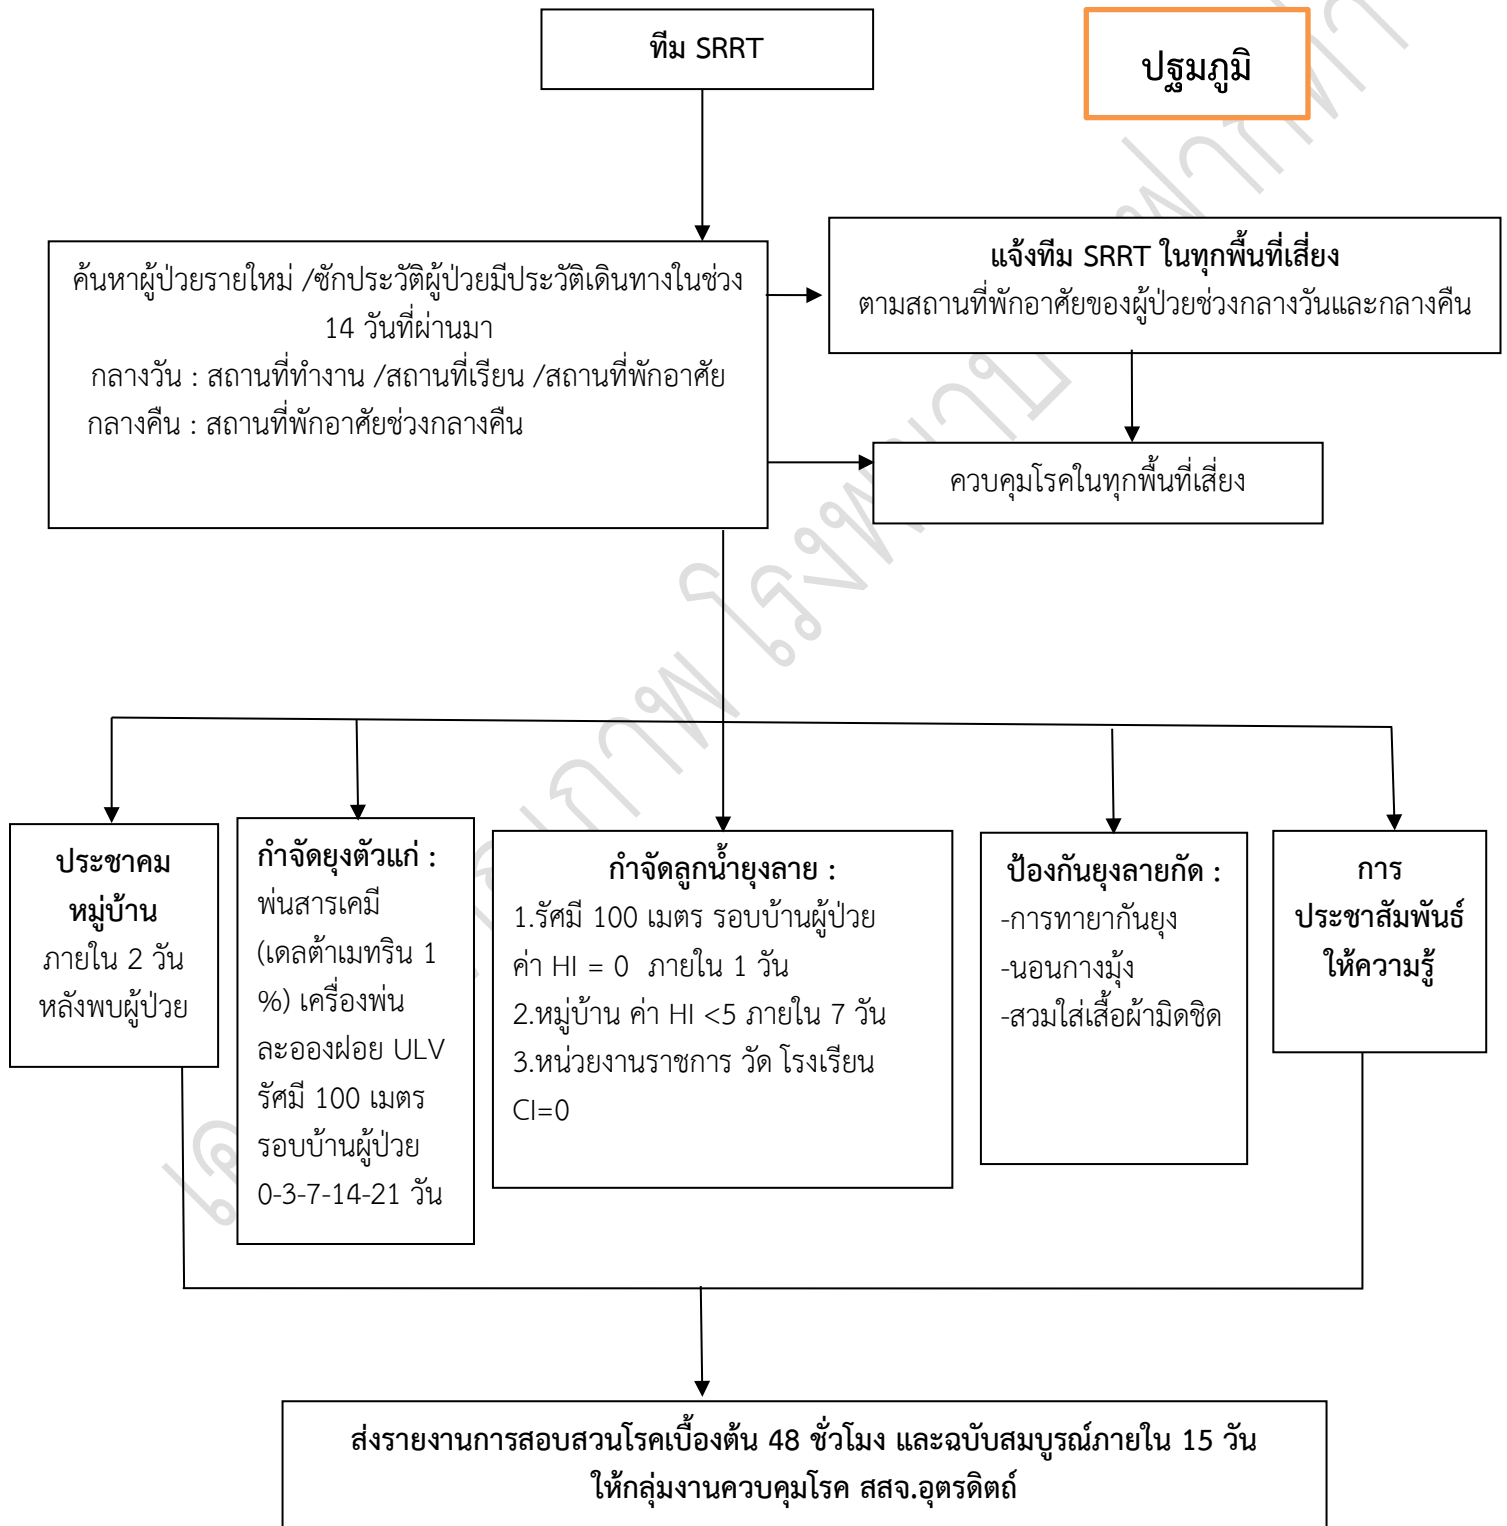 ทีม SRRT
ปฐมภูมิ
ค้นหาผู้ป่วยรายใหม่ /ซักประวัติผู้ป่วยมีประวัติเดินทางในช่วง
14 วันที่ผ่านมา
กลางวัน : สถานที่ทำงาน /สถานที่เรียน /สถานที่พักอาศัย
กลางคืน : สถานที่พักอาศัยช่วงกลางคืน
แจ้งทีม SRRT ในทุกพื้นที่เสี่ยง
ตามสถานที่พักอาศัยของผู้ป่วยช่วงกลางวันและกลางคืน
ควบคุมโรคในทุกพื้นที่เสี่ยง
ประชาคม
หมู่บ้าน
ภายใน 2 วัน
หลังพบผู้ป่วย
กำจัดยุงตัวแก่ :
พ่นสารเคมี
(เดลต้าเมทริน 1
%) เครื่องพ่น
ละอองฝอย ULV
รัศมี 100 เมตร
รอบบ้านผู้ป่วย
0-3-7-14-21 วัน
กำจัดลูกน้ำยุงลาย :
1.รัศมี 100 เมตร รอบบ้านผู้ป่วย
ค่า HI = 0 ภายใน 1 วัน
2.หมู่บ้าน ค่า HI <5 ภายใน 7 วัน
3.หน่วยงานราชการ วัด โรงเรียน
CI=0
ป้องกันยุงลายกัด :
-การทายากันยุง
-นอนกางมุ้ง
-สวมใส่เสื้อผ้ามิดชิด
การ
ประชาสัมพันธ์
ให้ความรู้
ส่งรายงานการสอบสวนโรคเบื้องต้น 48 ชั่วโมง และฉบับสมบูรณ์ภายใน 15 วัน
ให้กลุ่มงานควบคุมโรค สสจ.อุตรดิตถ์